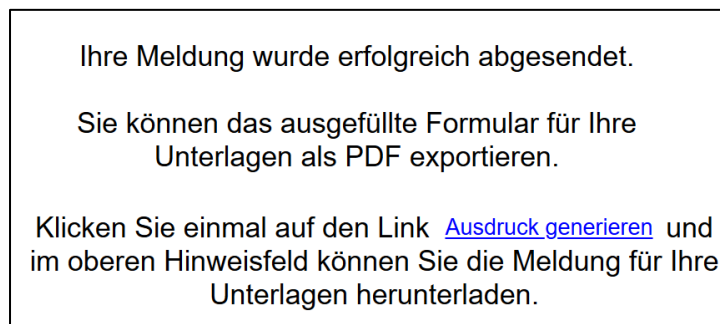 Ihre Meldung wurde erfolgreich abgesendet.
Sie können das ausgefüllte Formular für Ihre
Unterlagen als PDF exportieren.
Klicken Sie einmal auf den Link Ausdruck generieren und
im oberen Hinweisfeld können Sie die Meldung für Ihre
Unterlagen herunterladen.